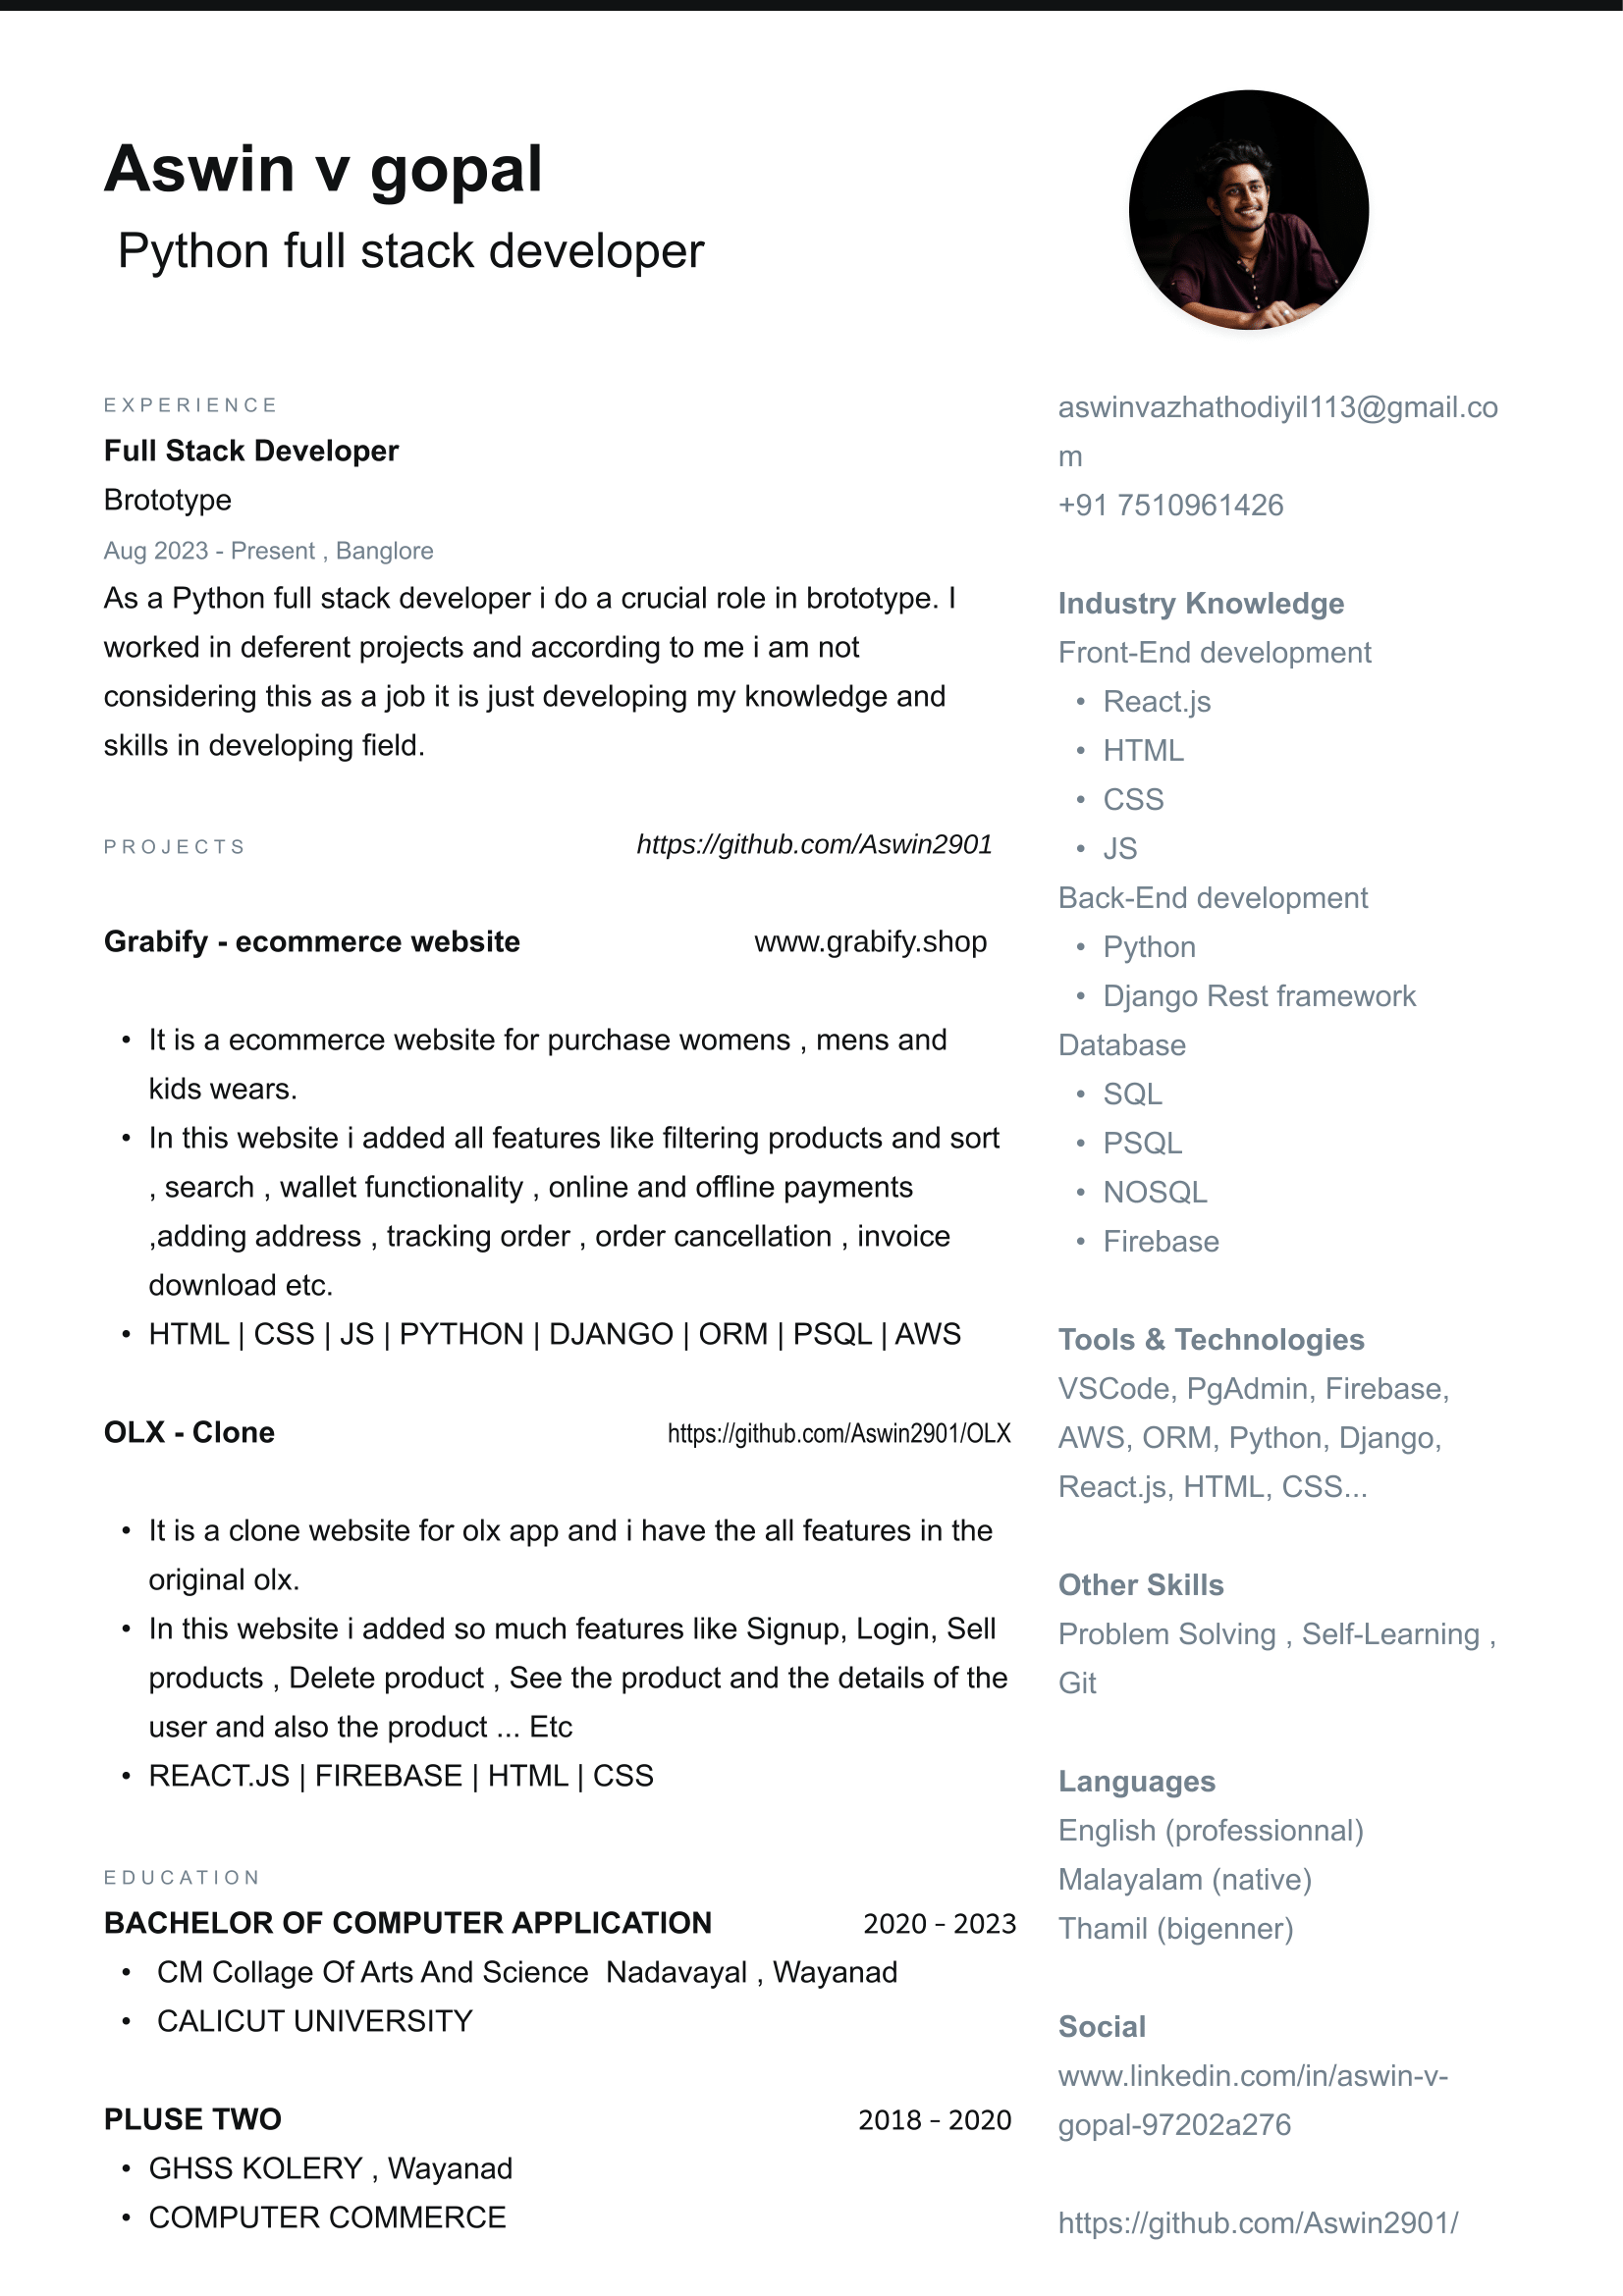 Aswin v gopal
Python full stack developer
EXPERIENCE
Full Stack Developer
Brototype
Aug 2023 - Present , Banglore
As a Python full stack developer i do a crucial role in brototype. I
worked in deferent projects and according to me i am not
considering this as a job it is just developing my knowledge and
skills in developing field.
PROJECTS https://github.com/Aswin2901
Grabify - ecommerce website www.grabify.shop
• It is a ecommerce website for purchase womens , mens and
kids wears.
• In this website i added all features like filtering products and sort
, search , wallet functionality , online and offline payments
,adding address , tracking order , order cancellation , invoice
download etc.
• HTML | CSS | JS | PYTHON | DJANGO | ORM | PSQL | AWS
OLX - Clone https://github.com/Aswin2901/OLX
• It is a clone website for olx app and i have the all features in the
original olx.
• In this website i added so much features like Signup, Login, Sell
products , Delete product , See the product and the details of the
user and also the product ... Etc
• REACT.JS | FIREBASE | HTML | CSS
EDUCATION
BACHELOR OF COMPUTER APPLICATION 2020 - 2023
• CM Collage Of Arts And Science Nadavayal , Wayanad
• CALICUT UNIVERSITY
PLUSE TWO 2018 - 2020
• GHSS KOLERY , Wayanad
• COMPUTER COMMERCE
aswinvazhathodiyil113@gmail.co
m
+91 7510961426
Industry Knowledge
Front-End development
• React.js
• HTML
• CSS
• JS
Back-End development
• Python
• Django Rest framework
Database
• SQL
• PSQL
• NOSQL
• Firebase
Tools & Technologies
VSCode, PgAdmin, Firebase,
AWS, ORM, Python, Django,
React.js, HTML, CSS...
Other Skills
Problem Solving , Self-Learning ,
Git
Languages
English (professionnal)
Malayalam (native)
Thamil (bigenner)
Social
www.linkedin.com/in/aswin-v-
gopal-97202a276
https://github.com/Aswin2901/